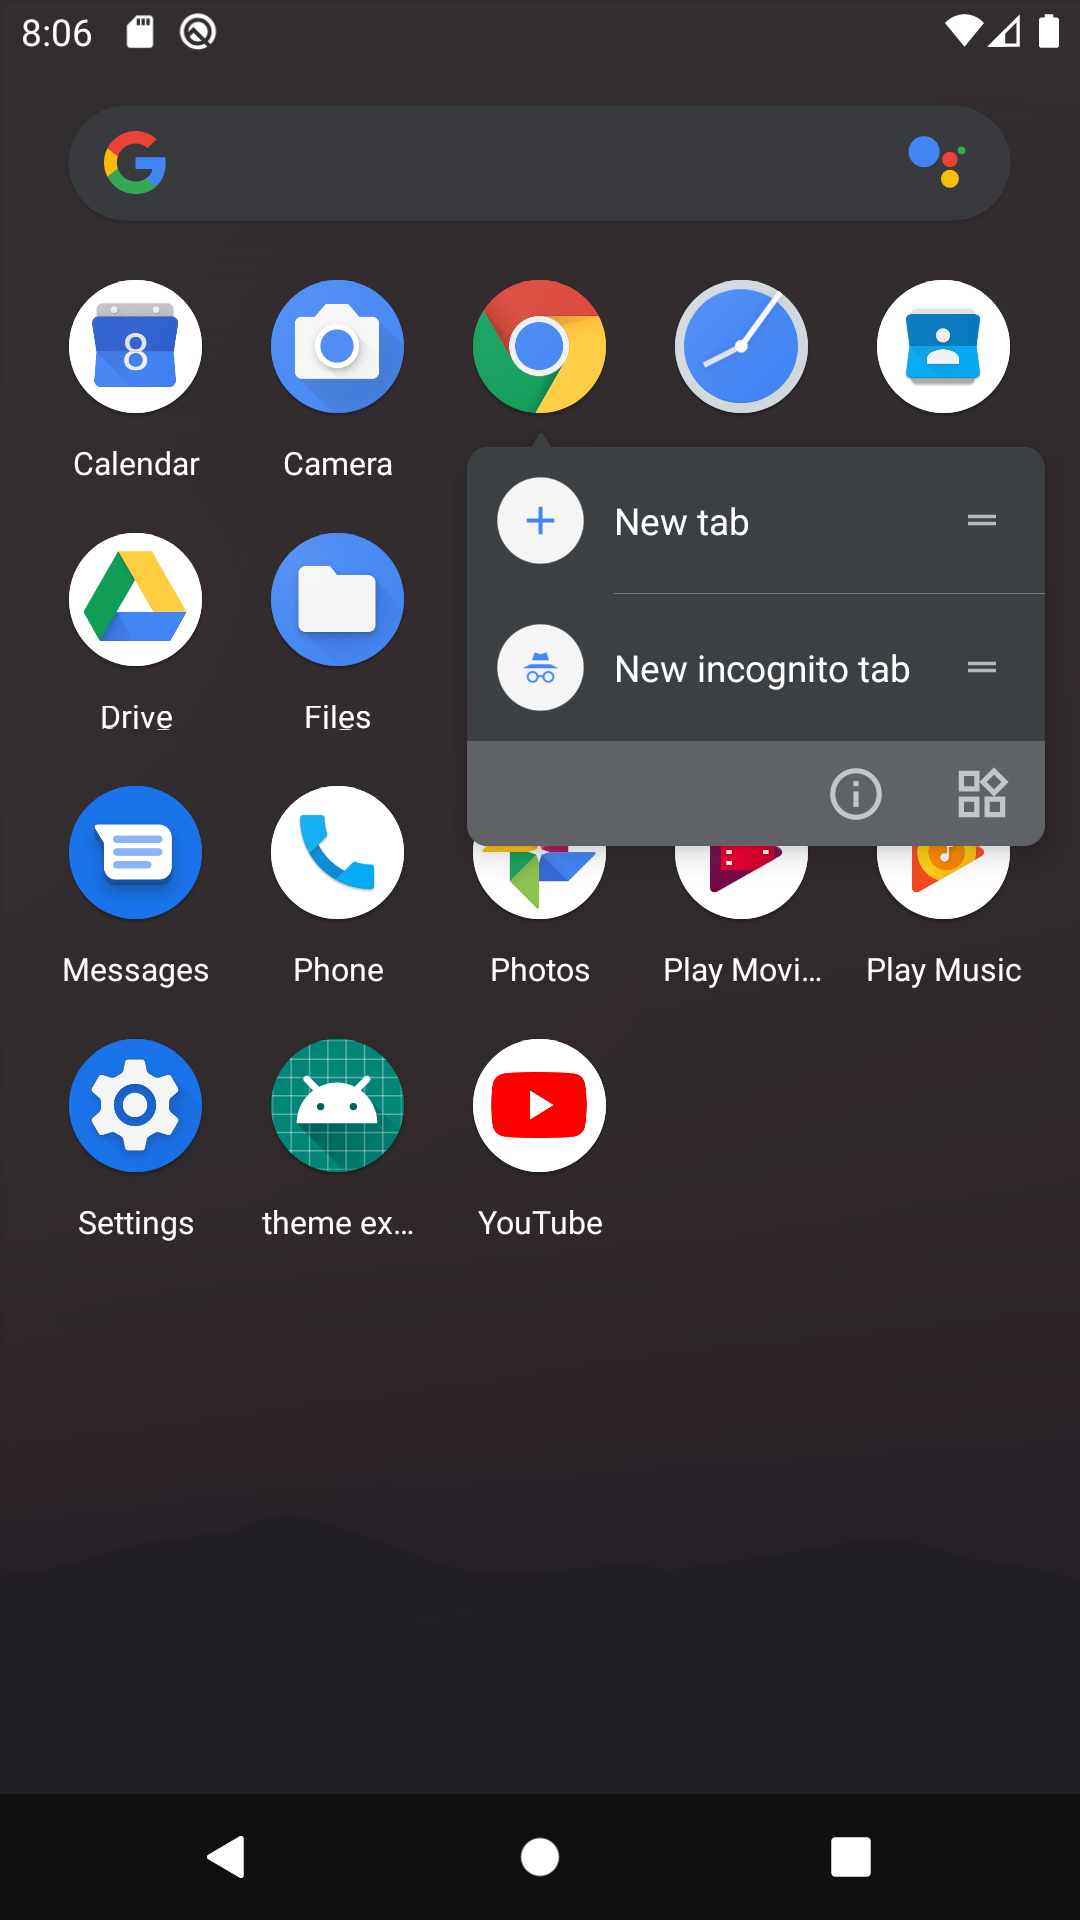 8:06
8
Calendar
Camera
New tab
New incognito tab
Drive
Files
Messages
Phone
Photos
Play Movi...
Play Music
Settings
theme ex...
YouTube